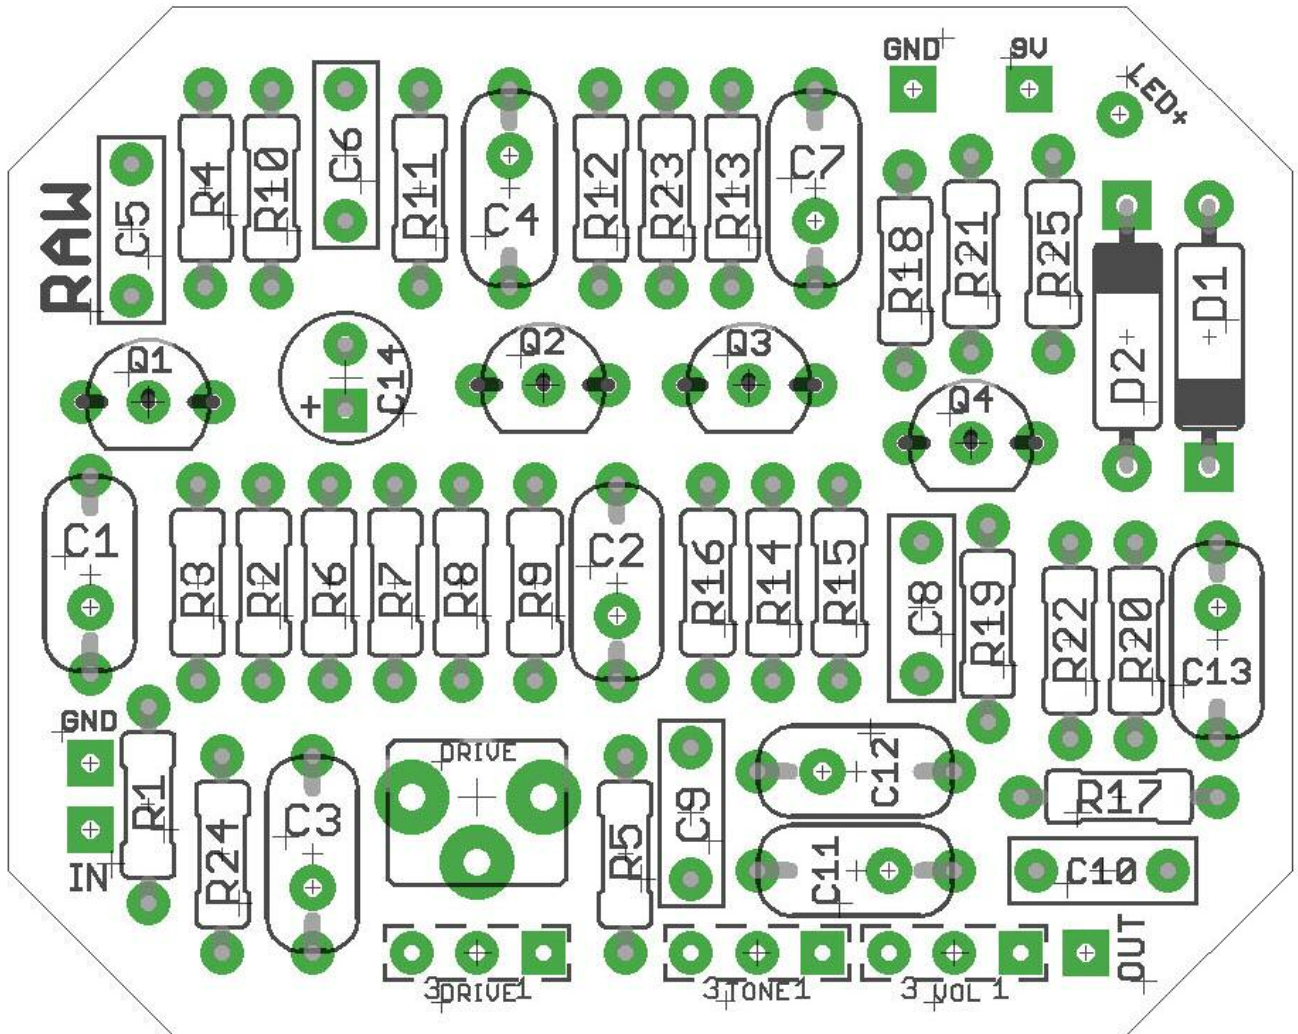 GND 9V LED+
RAW C5 R4 R10 C6 R11 C4 R12 R23 R13 C7 R18 R21 R25 D2 D1
Q1 + C14 Q2 Q3 Q4
C1 R3 R2 R6 R7 R8 R9 C2 R16 R14 R15 C8 R19 R22 R20 C13
GND R1 R24 C3 DRIVE R5 C9 C12 R17
IN C11 C10
3 DRIVE 1 3 TONE 1 3 VOL 1 OUT